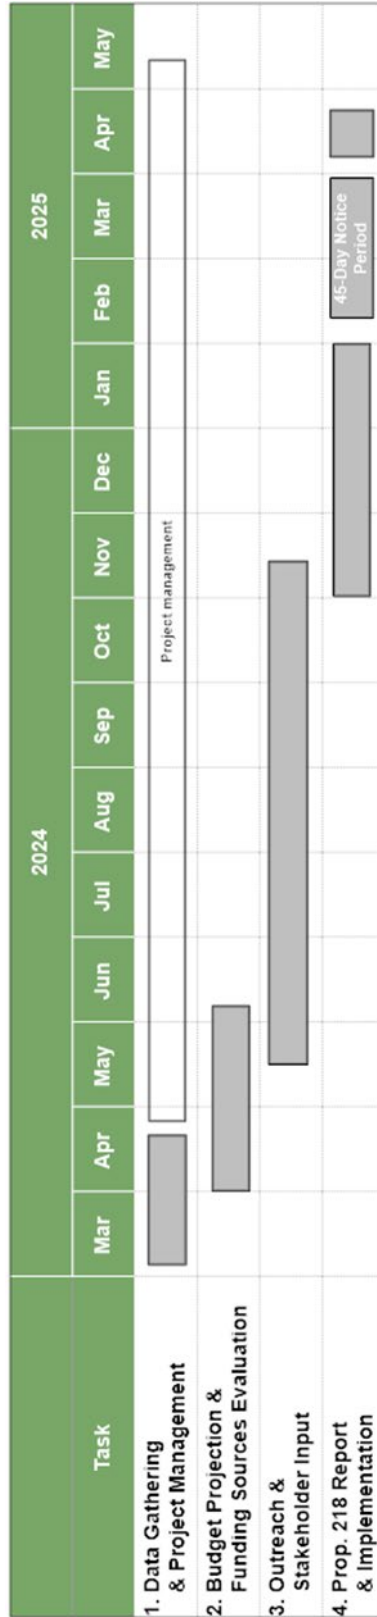 Task
2024
2025
Mar
Apr
May
Jun
Jul
Aug
Sep
Oct
Nov
Dec
Jan
Feb
Mar
Apr
May
1. Data Gathering
& Project Management
Project management
2. Budget Projection &
Funding Sources Evaluation
3. Outreach &
Stakeholder Input
4. Prop. 218 Report
& Implementation
45-Day Notice
Period